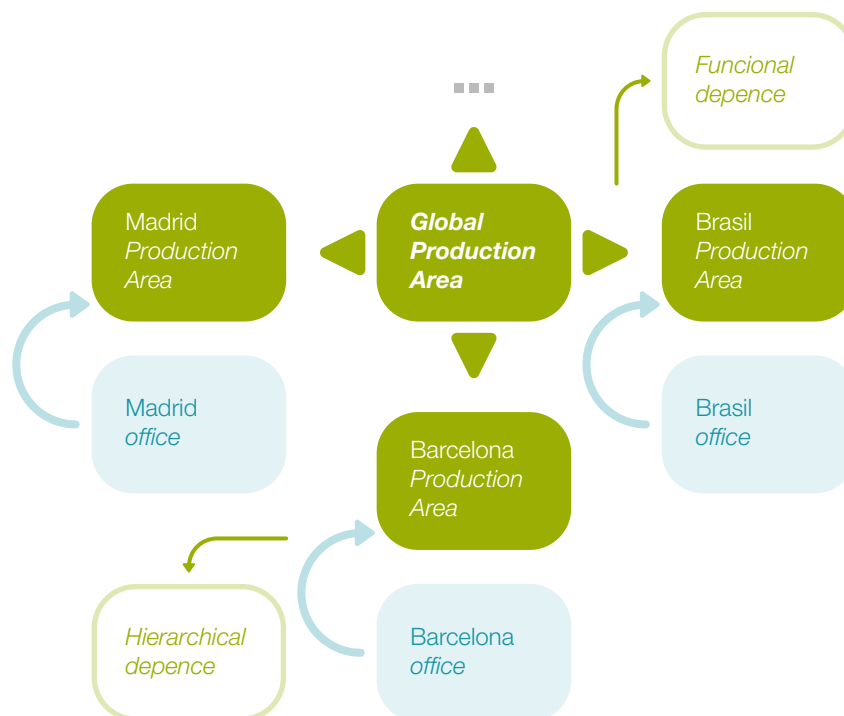 Funcional
depence
Madrid
Production
Area
Global
Production
Area
Brasil
Production
Area
Madrid
office
Brasil
office
Barcelona
Production
Area
Hierarchical
depence
Barcelona
office